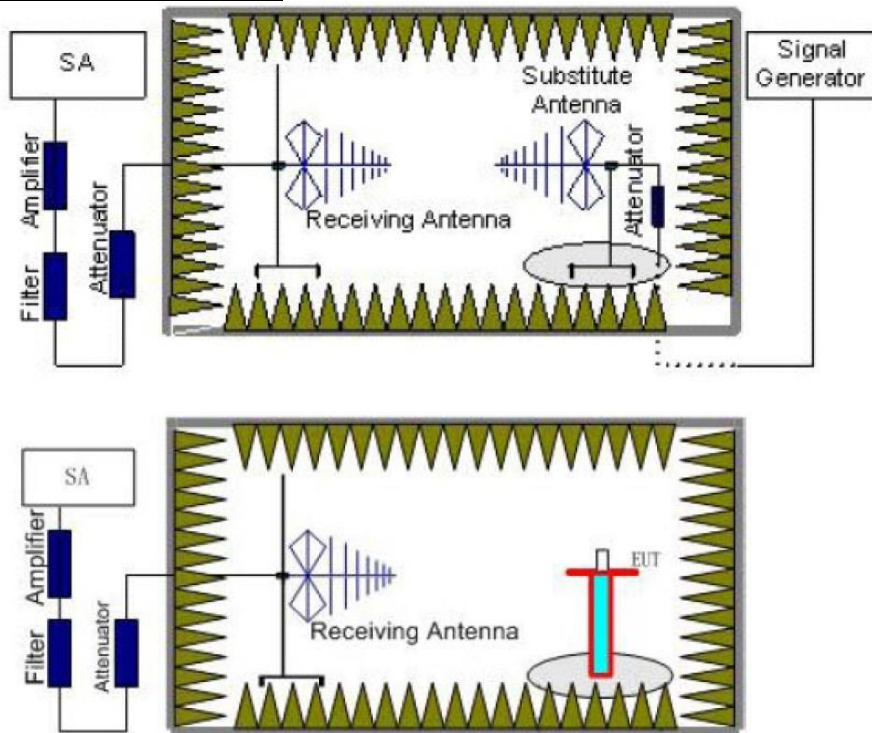 SA
Amplifier
Filter
Attenuator
Receiving Antenna
Substitute
Antenna
Attenuator
Signal
Generator
SA
Amplifier
Filter
Attenuator
Receiving Antenna
EUT